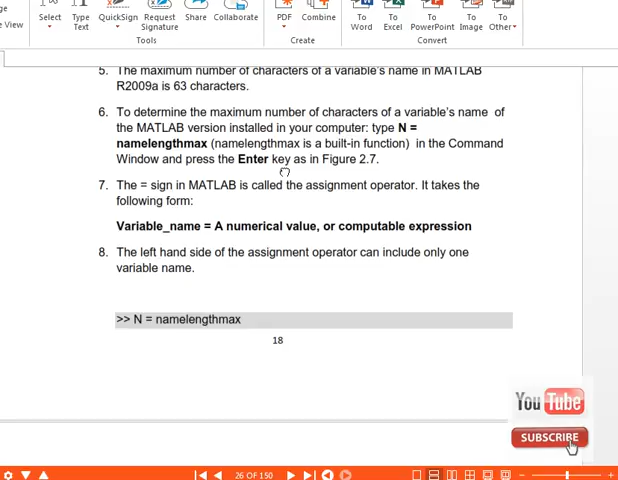 Select
Type
Text
QuickSign
Request
Signature
Share
Collaborate
Tools
PDF
Combine
Create
To
Word
To
Excel
To
PowerPoint
To
Image
To
Other
Convert
e View
5. The maximum number of characters of a variable's name in MATLAB
R2009a is 63 characters.
6. To determine the maximum number of characters of a variable's name of
the MATLAB version installed in your computer: type N =
namelengthmax (namelengthmax is a built-in function) in the Command
Window and press the Enter key as in Figure 2.7.
7. The = sign in MATLAB is called the assignment operator. It takes the
following form:
Variable_name = A numerical value, or computable expression
8. The left hand side of the assignment operator can include only one
variable name.
>> N = namelengthmax
18
You Tube
SUBSCRIBE
26 OF 150